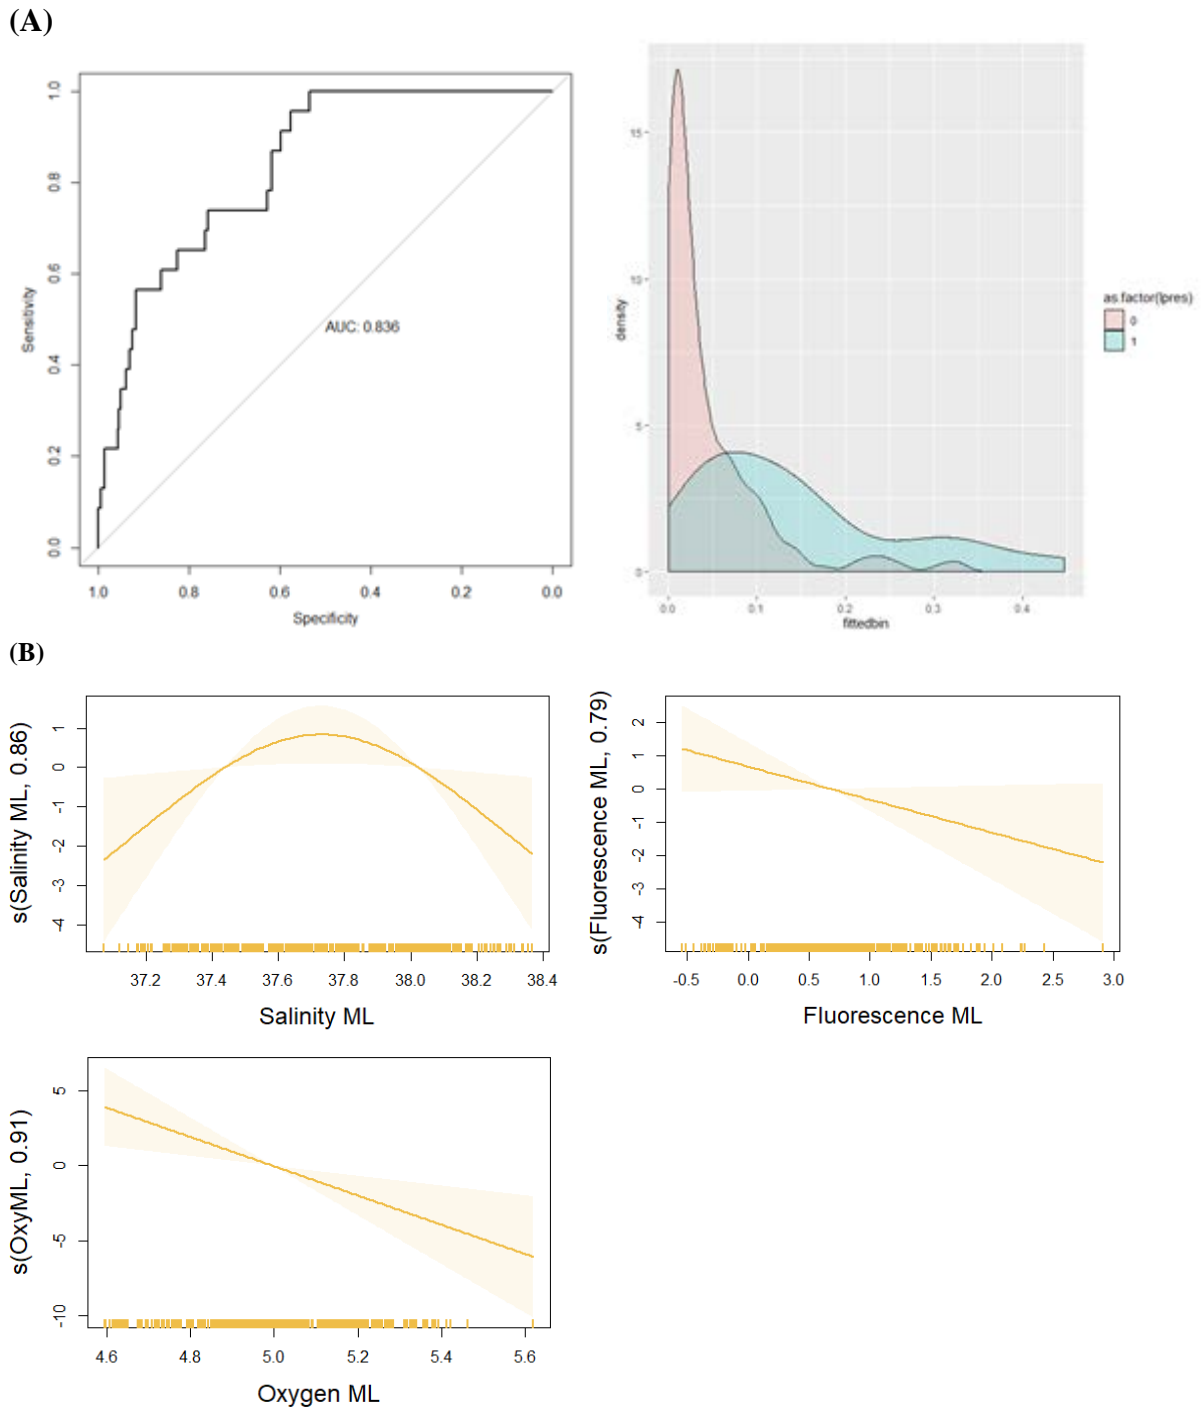 (A)
1.0
0.8
0.6
0.4
0.2
0.0
Sensitivity
AUC: 0.836
1.0 0.8 0.6 0.4 0.2 0.0
Specificity
15
10
5
0
density
0.0 0.1 0.2 0.3 0.4
fittedbin
as.factor(lpres)
0
1
(B)
s(Salinity ML, 0.86)
1
0
-1
-2
-3
-4
37.2 37.4 37.6 37.8 38.0 38.2 38.4
Salinity ML
s(Fluorescence ML, 0.79)
2
1
0
-1
-2
-3
-4
-0.5 0.0 0.5 1.0 1.5 2.0 2.5 3.0
Fluorescence ML
s(OxyML, 0.91)
5
0
-5
-10
4.6 4.8 5.0 5.2 5.4 5.6
Oxygen ML